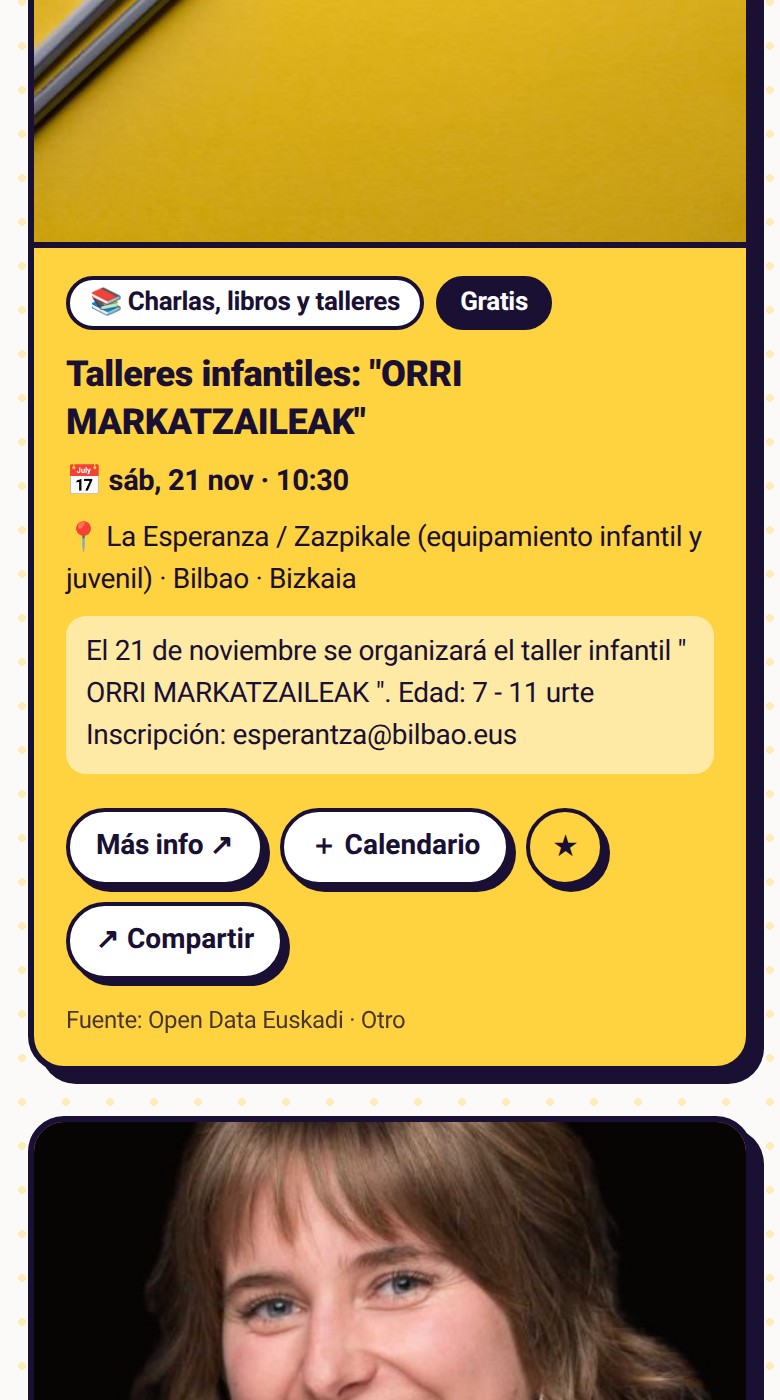 📚 Charlas, libros y talleres
Gratis
Talleres infantiles: "ORRI
MARKATZAILEAK"
📅 sáb, 21 nov · 10:30
📍 La Esperanza / Zazpikale (equipamiento infantil y
juvenil) · Bilbao · Bizkaia
El 21 de noviembre se organizará el taller infantil "
ORRI MARKATZAILEAK ". Edad: 7 - 11 urte
Inscripción: esperantza@bilbao.eus
Más info ↗
+ Calendario
★
↗ Compartir
Fuente: Open Data Euskadi · Otro